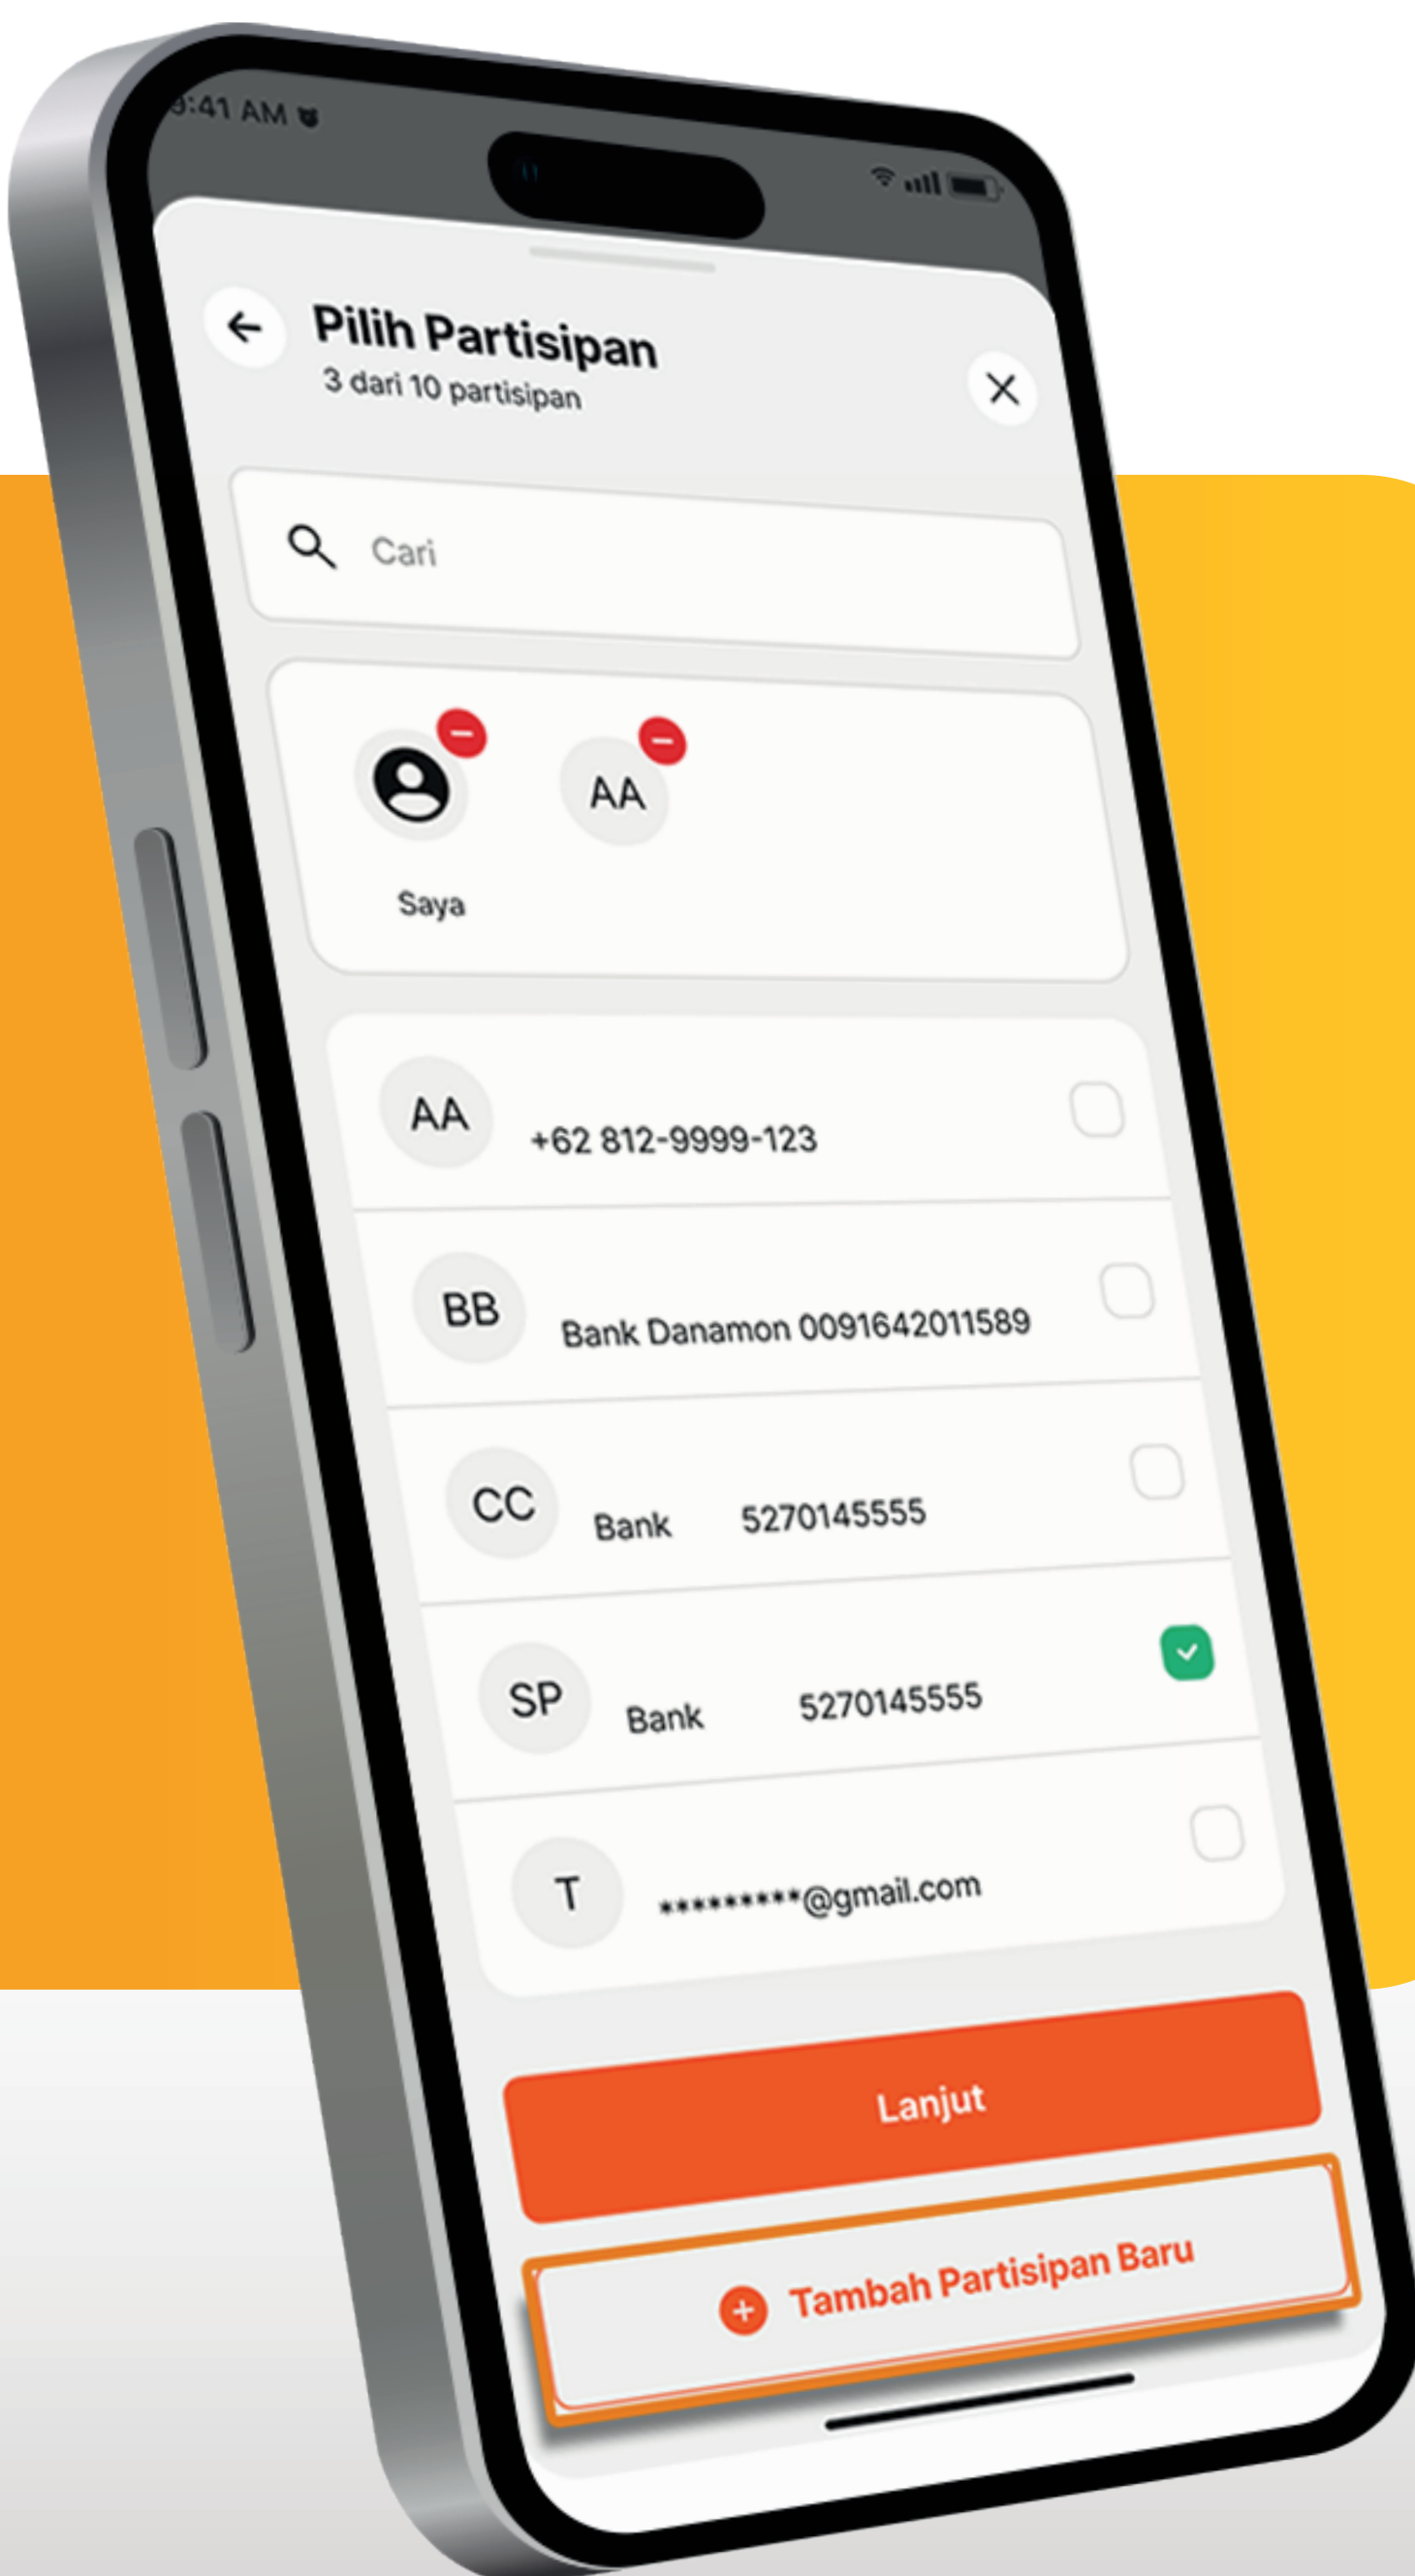 9:41 AM
Pilih Partisipan
3 dari 10 partisipan
Cari
AA
Saya
AA
+62 812-9999-123
BB
Bank Danamon 0091642011589
CC
Bank 5270145555
SP
Bank 5270145555
T
*********@gmail.com
Lanjut
Tambah Partisipan Baru